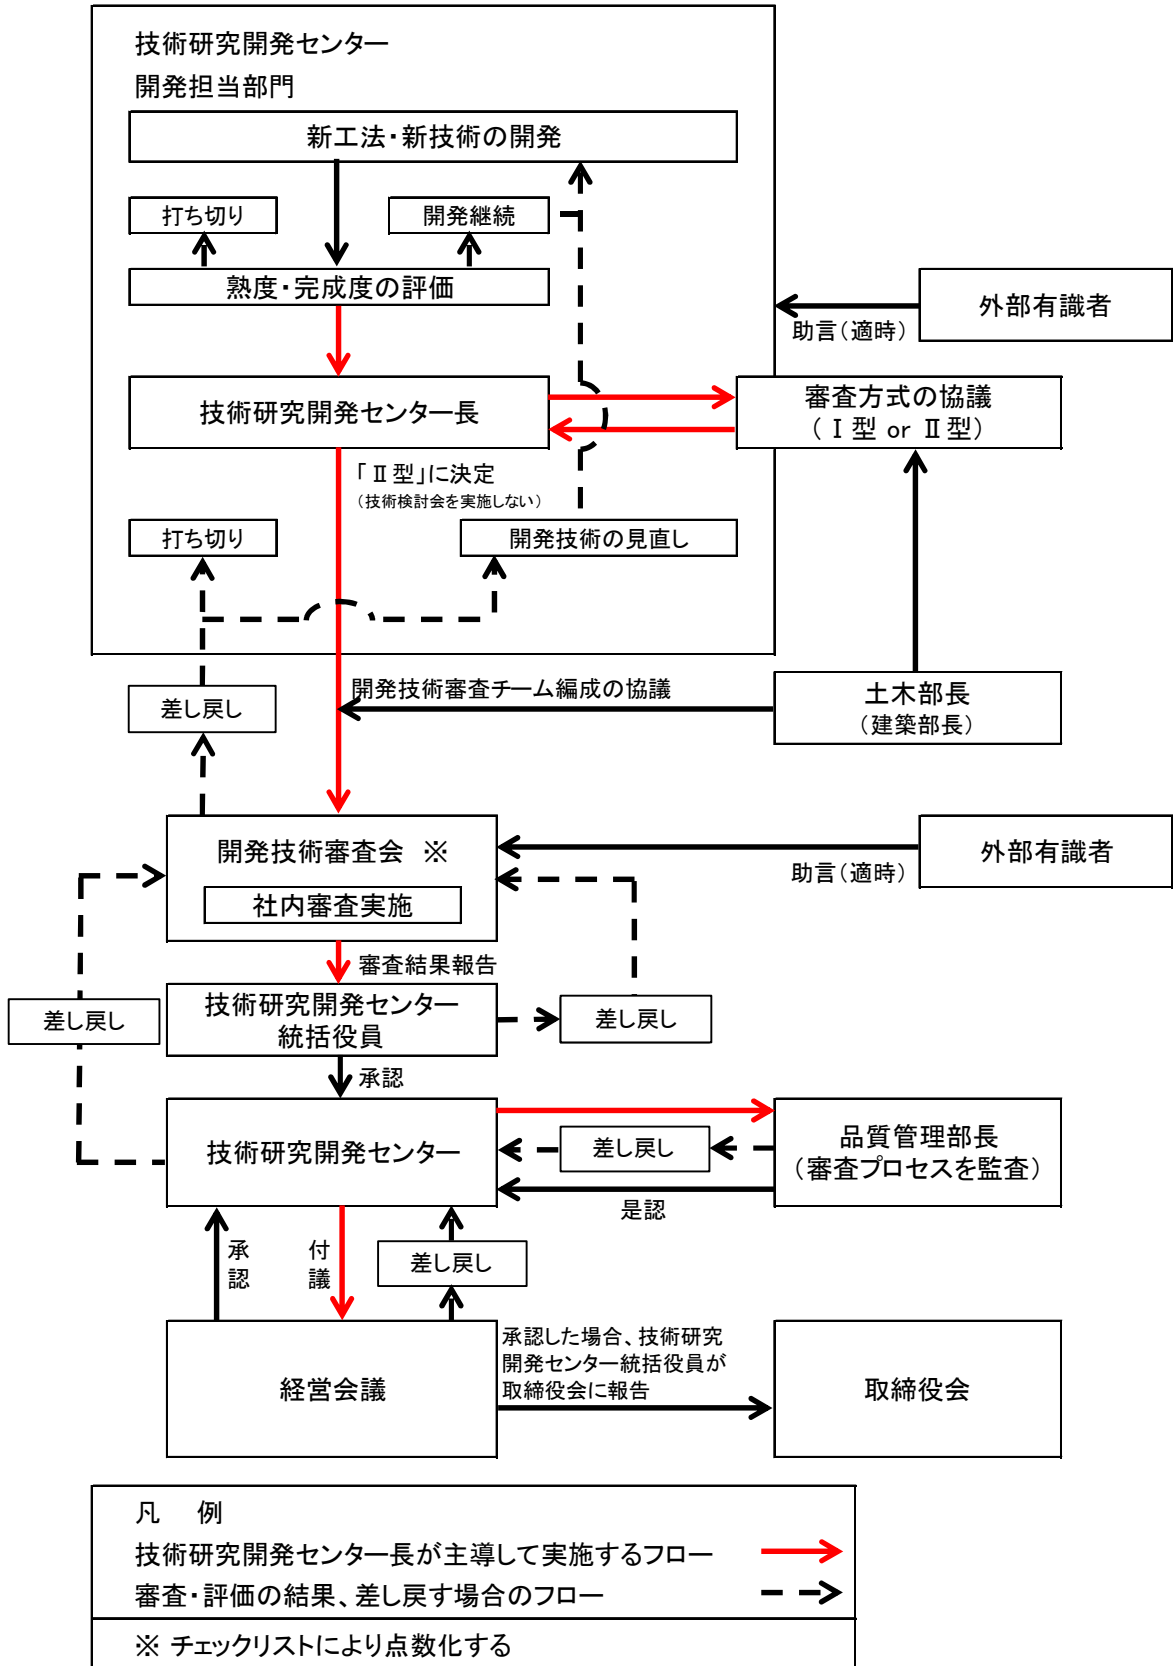 技術研究開発センター
開発担当部門
新工法・新技術の開発
打ち切り
開発継続
熟度・完成度の評価
外部有識者
助言（適時）
技術研究開発センター長
審査方式の協議
（Ⅰ型 or Ⅱ型）
「Ⅱ型」に決定
（技術検討会を実施しない）
打ち切り
開発技術の見直し
差し戻し
開発技術審査チーム編成の協議
土木部長
（建築部長）
開発技術審査会 ※
社内審査実施
外部有識者
助言（適時）
審査結果報告
技術研究開発センター
統括役員
差し戻し
差し戻し
承認
技術研究開発センター
差し戻し
品質管理部長
（審査プロセスを監査）
是認
承認
付議
差し戻し
経営会議
承認した場合、技術研究
開発センター統括役員が
取締役会に報告
取締役会
凡 例
技術研究開発センター長が主導して実施するフロー
審査・評価の結果、差し戻す場合のフロー
※ チェックリストにより点数化する